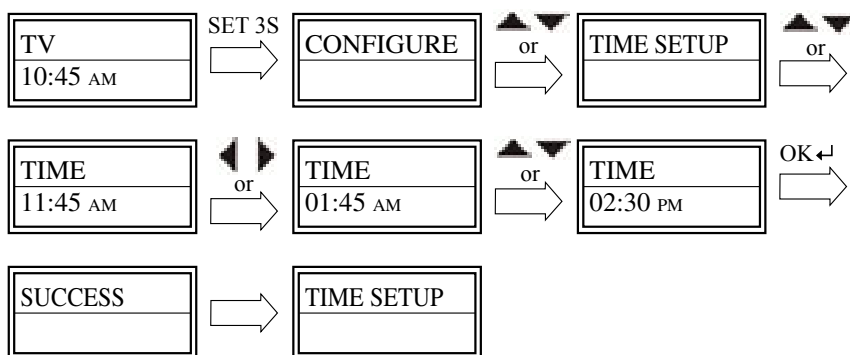 SET 3S
TV
10:45 AM
CONFIGURE
or
TIME SETUP
or
TIME
11:45 AM
or
TIME
01:45 AM
or
TIME
02:30 PM
OK↵
SUCCESS
TIME SETUP